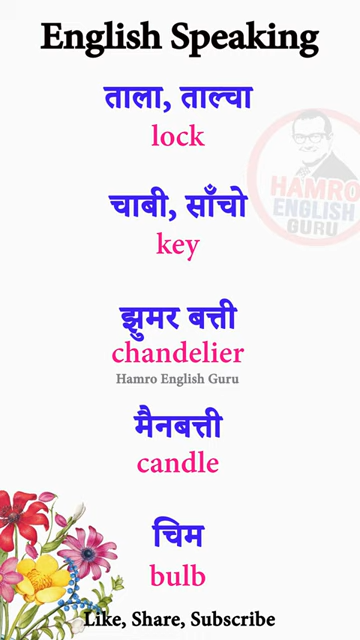 English Speaking
ताला, ताल्चा
lock
HAMRO
ENGLISH
GURU
चाबी, साँचो
key
झुमर बत्ती
chandelier
Hamro English Guru
मैनबत्ती
candle
चिम
bulb
Like, Share, Subscribe